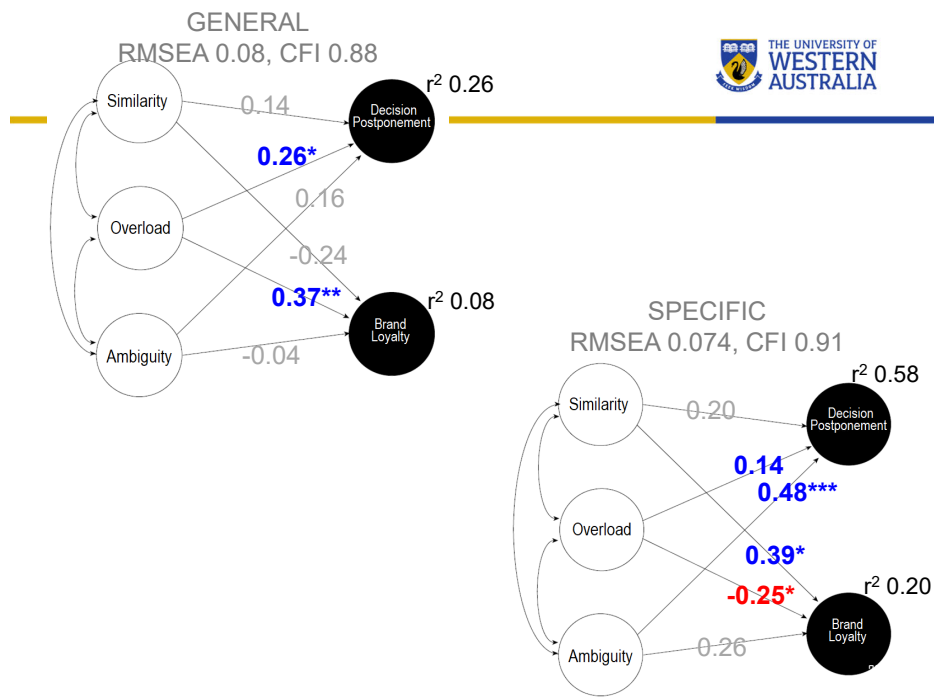 GENERAL
RMSEA 0.08, CFI 0.88
THE UNIVERSITY OF
WESTERN
AUSTRALIA
Similarity
0.14
Decision
Postponement
r² 0.26
0.26*
0.16
Overload
-0.24
0.37**
r² 0.08
Brand
Loyalty
Ambiguity
-0.04
SPECIFIC
RMSEA 0.074, CFI 0.91
r² 0.58
Similarity
0.20
Decision
Postponement
0.14
0.48***
Overload
0.39*
-0.25*
r² 0.20
Brand
Loyalty
Ambiguity
0.26